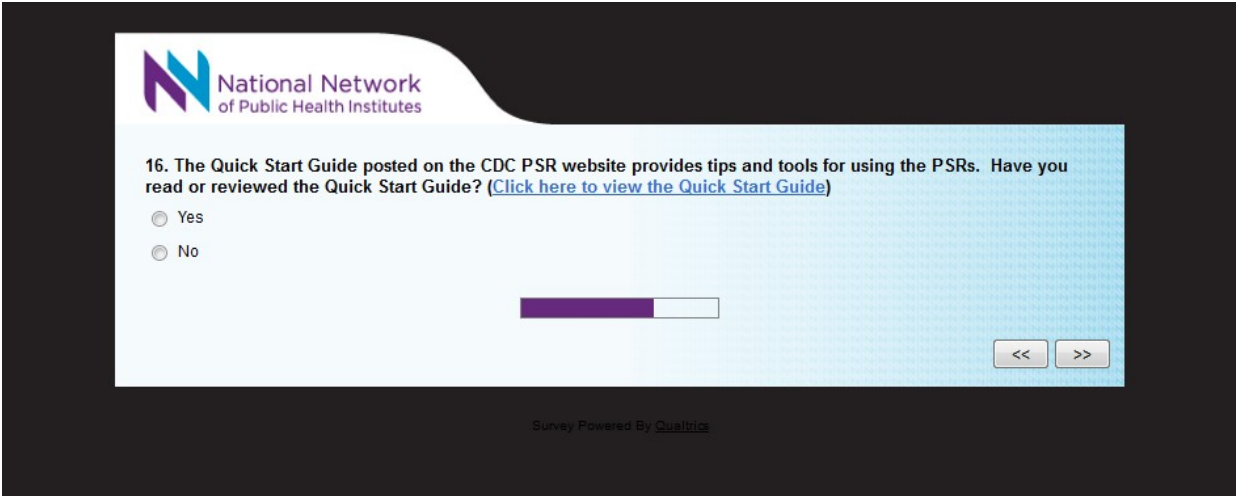 National Network
of Public Health Institutes
16. The Quick Start Guide posted on the CDC PSR website provides tips and tools for using the PSRs.  Have you
read or reviewed the Quick Start Guide? (Click here to view the Quick Start Guide)
Yes
No
<< >>
Survey Powered By Qualtrics